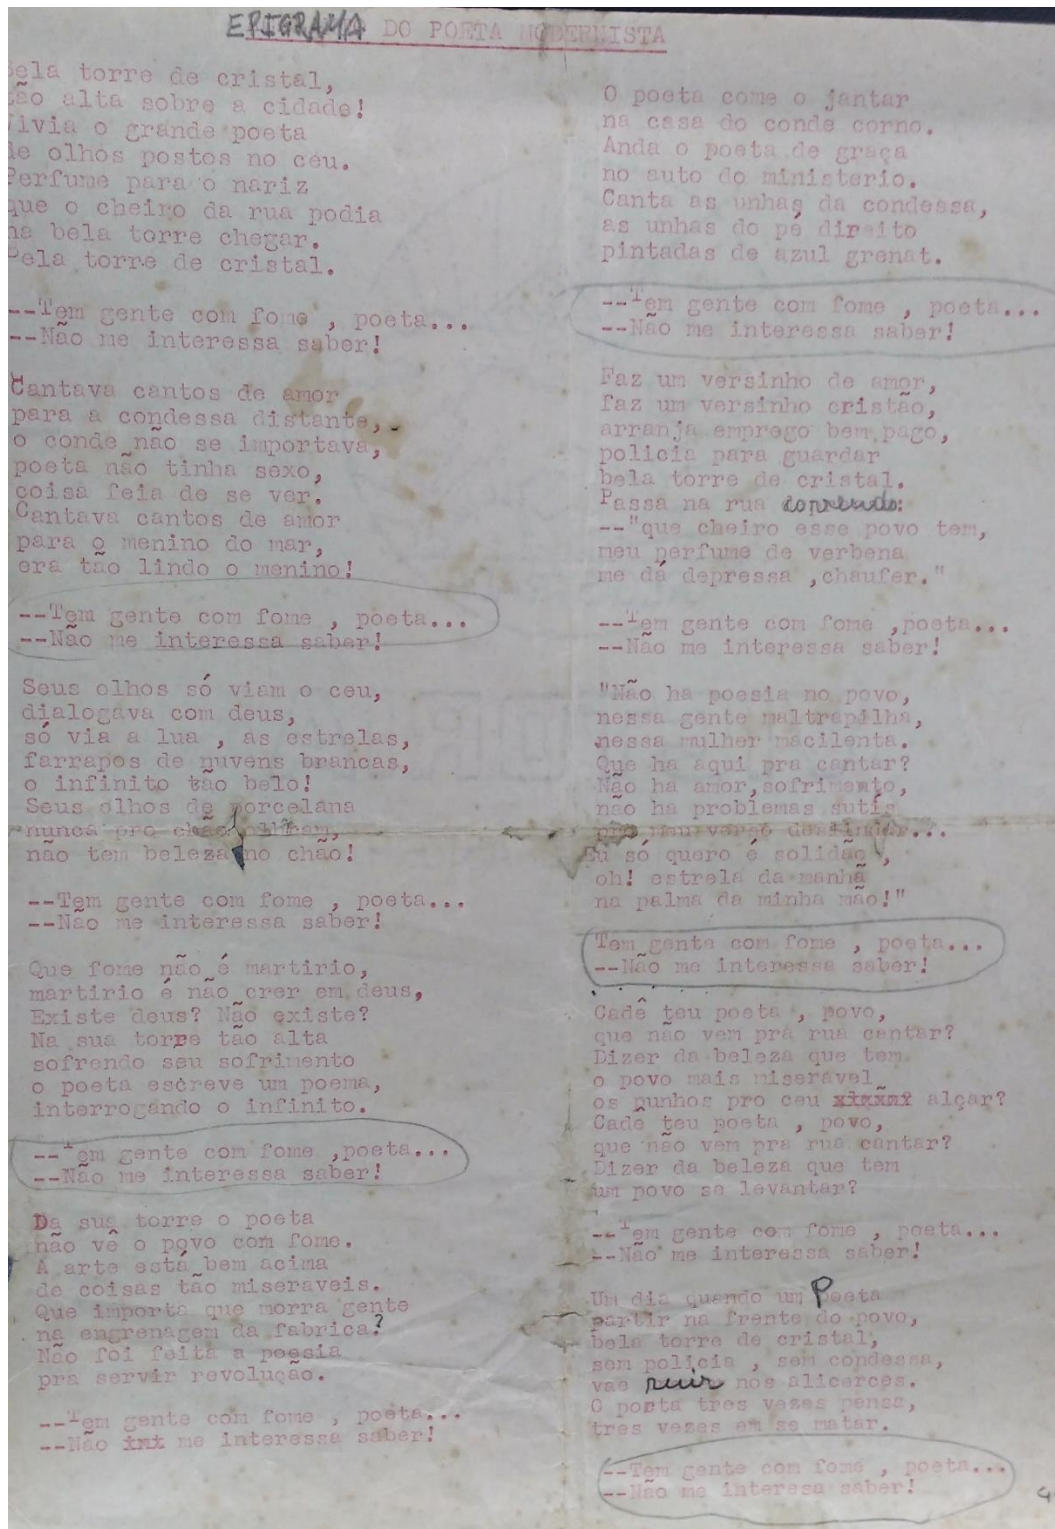 EPIGRAMA DO POETA MODERNISTA
Bela torre de cristal,
tão alta sobre a cidade!
Vivia o grande poeta
de olhos postos no ceu.
Perfume para o nariz
que o cheiro da rua podia
na bela torre chegar.
Bela torre de cristal.
--Tem gente com fome , poeta...
--Não me interessa saber!
Cantava cantos de amor
para a condessa distante,
o conde não se importava,
poeta não tinha sexo,
coisa feia de se ver.
Cantava cantos de amor
para o menino do mar,
era tão lindo o menino!
--Tem gente com fome , poeta...
--Não me interessa saber!
Seus olhos só viam o ceu,
dialogava com deus,
só via a lua , as estrelas,
farrapos de nuvens brancas,
o infinito tão belo!
Seus olhos de porcelana
nunca pro chão olhcam,
não tem beleza no chão!
--Tem gente com fome , poeta...
--Não me interessa saber!
Que fome não é martirio,
martirio é não crer em deus,
Existe deus? Não existe?
Na sua torre tão alta
sofrendo seu sofrimento
o poeta escreve um poema,
interrogando o infinito.
--Tem gente com fome ,poeta...
--Não me interessa saber!
Da sua torre o poeta
não vê o povo com fome.
A arte está bem acima
de coisas tão miseraveis.
Que importa que morra gente
na engrenagem da fabrica?
Não foi feita a poesia
pra servir revolução.
--Tem gente com fome , poeta...
--Não me interessa saber!
O poeta come o jantar
na casa do conde corno.
Anda o poeta de graça
no auto do ministerio.
Canta as unhas da condessa,
as unhas do pé direito
pintadas de azul grenat.
--Tem gente com fome , poeta...
--Não me interessa saber!
Faz um versinho de amor,
faz um versinho cristão,
arranja emprego bem pago,
policia para guardar
bela torre de cristal.
Passa na rua correndo:
--"que cheiro esse povo tem,
meu perfume de verbena
me dá depressa ,chaufer."
--Tem gente com fome ,poeta...
--Não me interessa saber!
"Não ha poesia no povo,
nessa gente maltrapilha,
nessa mulher macilenta.
Que ha aqui pra cantar?
Não ha amor,sofrimento,
não ha problemas sutís
pro meu verso desfindar...
Eu só quero é solidão ,
oh! estrela da manhã
na palma da minha mão!"
Tem gente com fome , poeta...
--Não me interessa saber!
Cadê teu poeta , povo,
que não vem prá rua cantar?
Dizer da beleza que tem
o povo mais miseravel
os punhos pro ceu alçar?
Cadê teu poeta , povo,
que não vem pra rua cantar?
Dizer da beleza que tem
um povo se levantar?
--Tem gente com fome , poeta...
--Não me interessa saber!
Um dia quando um Poeta
partir na frente do povo,
bela torre de cristal,
sem policia , sem condessa,
vae ruir nos alicerces.
O poeta tres vezes pensa,
tres vezes em se matar.
--Tem gente com fome , poeta...
--Não me interessa saber!